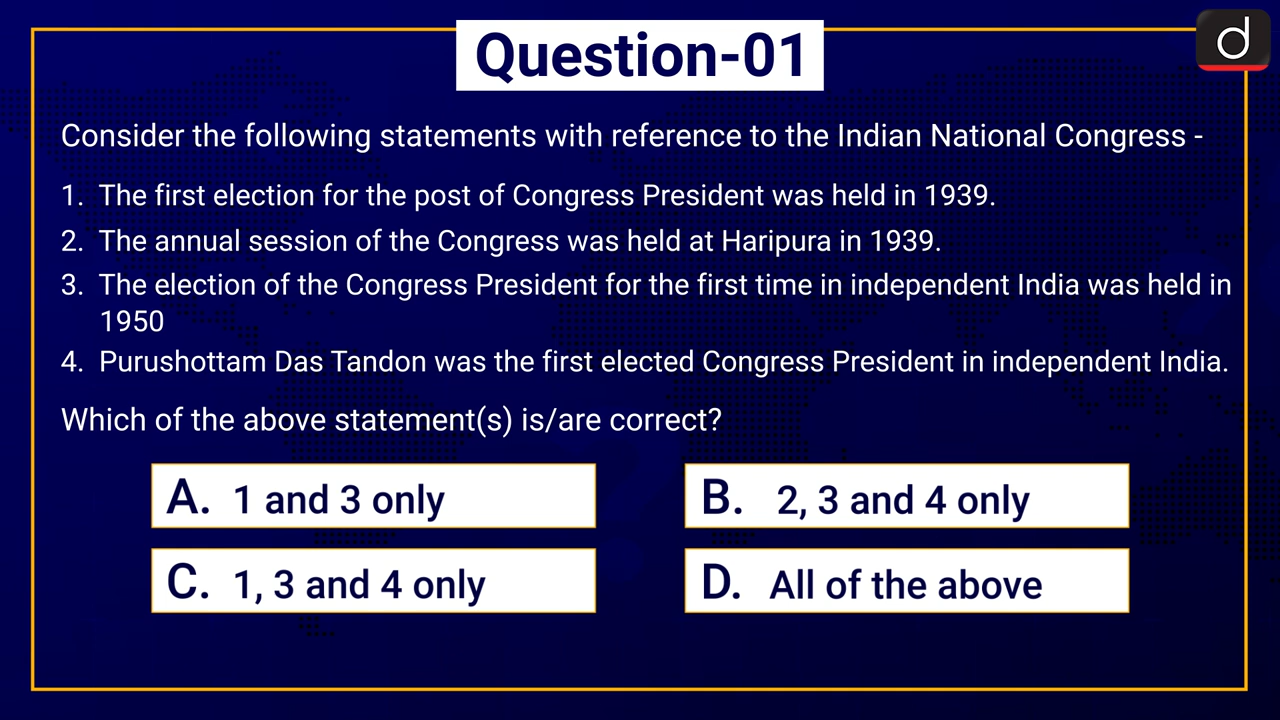 Question-01
d
Consider the following statements with reference to the Indian National Congress -
1. The first election for the post of Congress President was held in 1939.
2. The annual session of the Congress was held at Haripura in 1939.
3. The election of the Congress President for the first time in independent India was held in
1950
4. Purushottam Das Tandon was the first elected Congress President in independent India.
Which of the above statement(s) is/are correct?
A. 1 and 3 only
B. 2, 3 and 4 only
C. 1, 3 and 4 only
D. All of the above